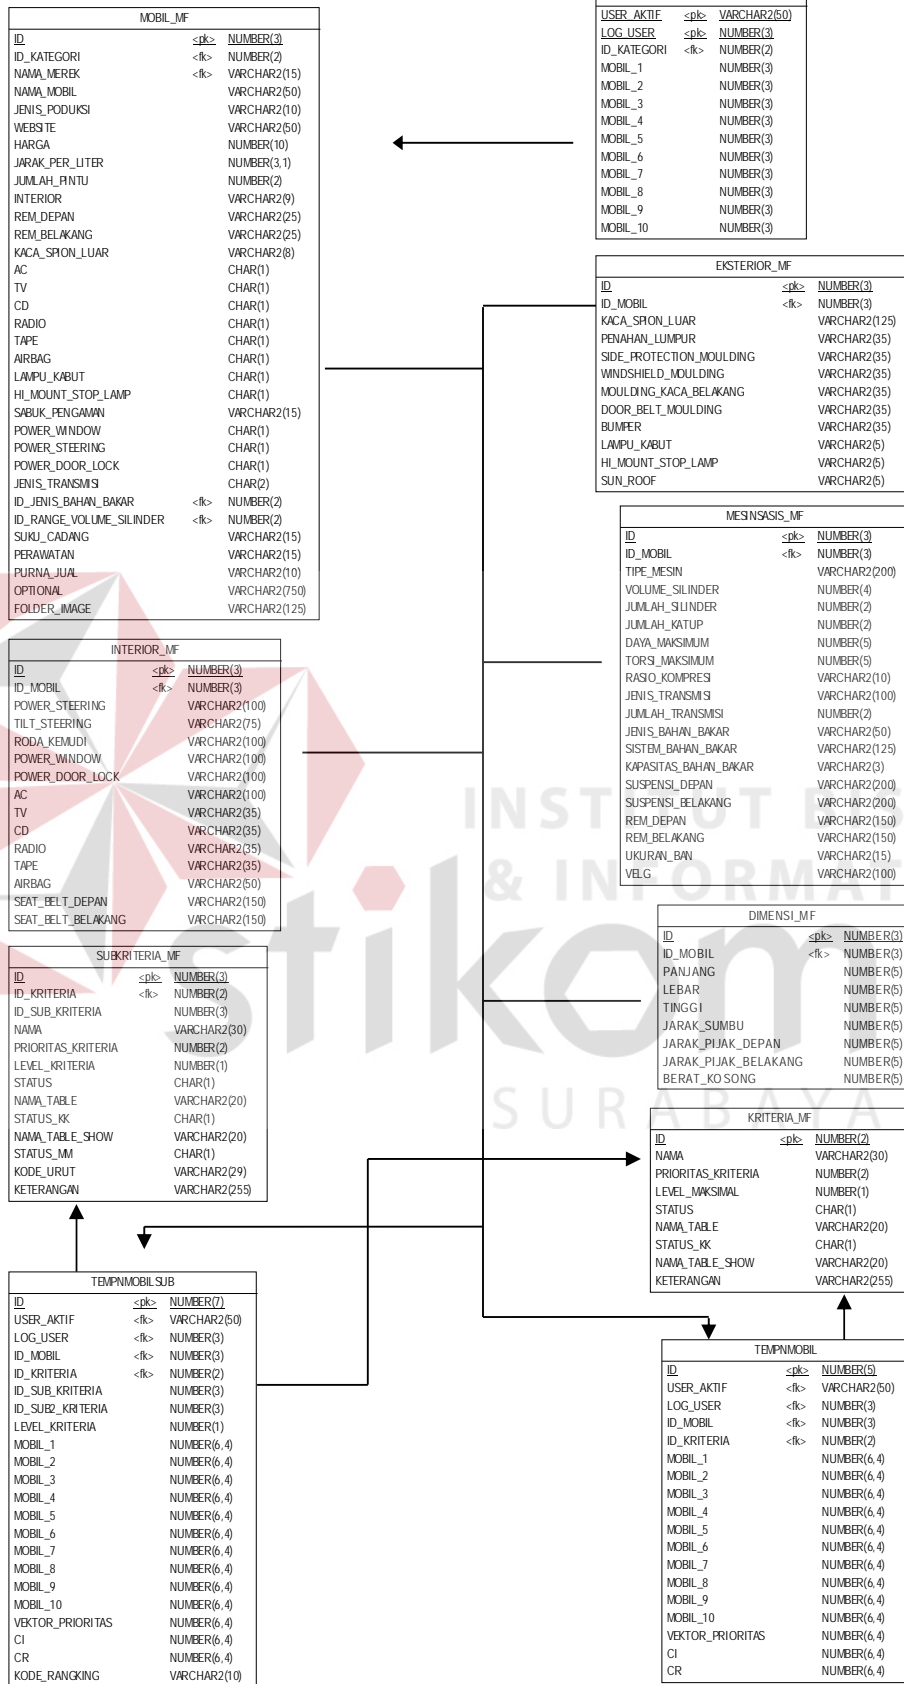 MOBIL_MF
ID <pk> NUMBER(3)
ID_KATEGORI <fk> NUMBER(2)
NAMA_MEREK <fk> VARCHAR2(15)
NAMA_MOBIL VARCHAR2(50)
JENIS_PODUKSI VARCHAR2(10)
WEBSITE VARCHAR2(50)
HARGA NUMBER(10)
JARAK_PER_LITER NUMBER(3,1)
JUMLAH_PINTU NUMBER(2)
INTERIOR VARCHAR2(9)
REM_DEPAN VARCHAR2(25)
REM_BELAKANG VARCHAR2(25)
KACA_SPION_LUAR VARCHAR2(8)
AC CHAR(1)
TV CHAR(1)
CD CHAR(1)
RADIO CHAR(1)
TAPE CHAR(1)
AIRBAG CHAR(1)
LAMPU_KABUT CHAR(1)
HI_MOUNT_STOP_LAMP CHAR(1)
SABUK_PENGAMAN VARCHAR2(15)
POWER_WINDOW CHAR(1)
POWER_STEERING CHAR(1)
POWER_DOOR_LOCK CHAR(1)
JENIS_TRANSMISI CHAR(2)
ID_JENIS_BAHAN_BAKAR <fk> NUMBER(2)
ID_RANGE_VOLUME_SILINDER <fk> NUMBER(2)
SUKU_CADANG VARCHAR2(15)
PERAWATAN VARCHAR2(15)
PURNA_JUAL VARCHAR2(10)
OPTIONAL VARCHAR2(750)
FOLDER_IMAGE VARCHAR2(125)
USER_AKTIF <pk> VARCHAR2(50)
LOG_USER <pk> NUMBER(3)
ID_KATEGORI <fk> NUMBER(2)
MOBIL_1 NUMBER(3)
MOBIL_2 NUMBER(3)
MOBIL_3 NUMBER(3)
MOBIL_4 NUMBER(3)
MOBIL_5 NUMBER(3)
MOBIL_6 NUMBER(3)
MOBIL_7 NUMBER(3)
MOBIL_8 NUMBER(3)
MOBIL_9 NUMBER(3)
MOBIL_10 NUMBER(3)
EKSTERIOR_MF
ID <pk> NUMBER(3)
ID_MOBIL <fk> NUMBER(3)
KACA_SPION_LUAR VARCHAR2(125)
PENAHAN_LUMPUR VARCHAR2(35)
SIDE_PROTECTION_MOULDING VARCHAR2(35)
WINDSHIELD_MOULDING VARCHAR2(35)
MOULDING_KACA_BELAKANG VARCHAR2(35)
DOOR_BELT_MOULDING VARCHAR2(35)
BUMPER VARCHAR2(35)
LAMPU_KABUT VARCHAR2(5)
HI_MOUNT_STOP_LAMP VARCHAR2(5)
SUN_ROOF VARCHAR2(5)
MESINSASIS_MF
ID <pk> NUMBER(3)
ID_MOBIL <fk> NUMBER(3)
TIPE_MESIN VARCHAR2(200)
VOLUME_SILINDER NUMBER(4)
JUMLAH_SILINDER NUMBER(2)
JUMLAH_KATUP NUMBER(2)
DAYA_MAKSIMUM NUMBER(5)
TORSI_MAKSIMUM NUMBER(5)
RASIO_KOMPRESI VARCHAR2(10)
JENIS_TRANSMISI VARCHAR2(100)
JUMLAH_TRANSMISI NUMBER(2)
JENIS_BAHAN_BAKAR VARCHAR2(50)
SISTEM_BAHAN_BAKAR VARCHAR2(125)
KAPASITAS_BAHAN_BAKAR VARCHAR2(3)
SUSPENSI_DEPAN VARCHAR2(200)
SUSPENSI_BELAKANG VARCHAR2(200)
REM_DEPAN VARCHAR2(150)
REM_BELAKANG VARCHAR2(150)
UKURAN_BAN VARCHAR2(15)
VELG VARCHAR2(100)
INTERIOR_MF
ID <pk> NUMBER(3)
ID_MOBIL <fk> NUMBER(3)
POWER_STEERING VARCHAR2(100)
TILT_STEERING VARCHAR2(75)
RODA_KEMUDI VARCHAR2(100)
POWER_WINDOW VARCHAR2(100)
POWER_DOOR_LOCK VARCHAR2(100)
AC VARCHAR2(100)
TV VARCHAR2(35)
CD VARCHAR2(35)
RADIO VARCHAR2(35)
TAPE VARCHAR2(35)
AIRBAG VARCHAR2(50)
SEAT_BELT_DEPAN VARCHAR2(150)
SEAT_BELT_BELAKANG VARCHAR2(150)
INSTITUT BIS
& INFORMAT
stikom
SURABAYA
DIMENSI_MF
ID <pk> NUMBER(3)
ID_MOBIL <fk> NUMBER(3)
PANJANG NUMBER(5)
LEBAR NUMBER(5)
TINGGI NUMBER(5)
JARAK_SUMBU NUMBER(5)
JARAK_PIJAK_DEPAN NUMBER(5)
JARAK_PIJAK_BELAKANG NUMBER(5)
BERAT_KOSONG NUMBER(5)
SUBKRITERIA_MF
ID <pk> NUMBER(3)
ID_KRITERIA <fk> NUMBER(2)
ID_SUB_KRITERIA NUMBER(3)
NAMA VARCHAR2(30)
PRIORITAS_KRITERIA NUMBER(2)
LEVEL_KRITERIA NUMBER(1)
STATUS CHAR(1)
NAMA_TABLE VARCHAR2(20)
STATUS_KK CHAR(1)
NAMA_TABLE_SHOW VARCHAR2(20)
STATUS_MM CHAR(1)
KODE_URUT VARCHAR2(29)
KETERANGAN VARCHAR2(255)
KRITERIA_MF
ID <pk> NUMBER(2)
NAMA VARCHAR2(30)
PRIORITAS_KRITERIA NUMBER(2)
LEVEL_MAKSIMAL NUMBER(1)
STATUS CHAR(1)
NAMA_TABLE VARCHAR2(20)
STATUS_KK CHAR(1)
NAMA_TABLE_SHOW VARCHAR2(20)
KETERANGAN VARCHAR2(255)
TEMPNMOBILSUB
ID <pk> NUMBER(7)
USER_AKTIF <fk> VARCHAR2(50)
LOG_USER <fk> NUMBER(3)
ID_MOBIL <fk> NUMBER(3)
ID_KRITERIA <fk> NUMBER(2)
ID_SUB_KRITERIA NUMBER(3)
ID_SUB2_KRITERIA NUMBER(3)
LEVEL_KRITERIA NUMBER(1)
MOBIL_1 NUMBER(6,4)
MOBIL_2 NUMBER(6,4)
MOBIL_3 NUMBER(6,4)
MOBIL_4 NUMBER(6,4)
MOBIL_5 NUMBER(6,4)
MOBIL_6 NUMBER(6,4)
MOBIL_7 NUMBER(6,4)
MOBIL_8 NUMBER(6,4)
MOBIL_9 NUMBER(6,4)
MOBIL_10 NUMBER(6,4)
VEKTOR_PRIORITAS NUMBER(6,4)
CI NUMBER(6,4)
CR NUMBER(6,4)
KODE_RANGKING VARCHAR2(10)
TEMPNMOBIL
ID <pk> NUMBER(5)
USER_AKTIF <fk> VARCHAR2(50)
LOG_USER <fk> NUMBER(3)
ID_MOBIL <fk> NUMBER(3)
ID_KRITERIA <fk> NUMBER(2)
MOBIL_1 NUMBER(6,4)
MOBIL_2 NUMBER(6,4)
MOBIL_3 NUMBER(6,4)
MOBIL_4 NUMBER(6,4)
MOBIL_5 NUMBER(6,4)
MOBIL_6 NUMBER(6,4)
MOBIL_7 NUMBER(6,4)
MOBIL_8 NUMBER(6,4)
MOBIL_9 NUMBER(6,4)
MOBIL_10 NUMBER(6,4)
VEKTOR_PRIORITAS NUMBER(6,4)
CI NUMBER(6,4)
CR NUMBER(6,4)